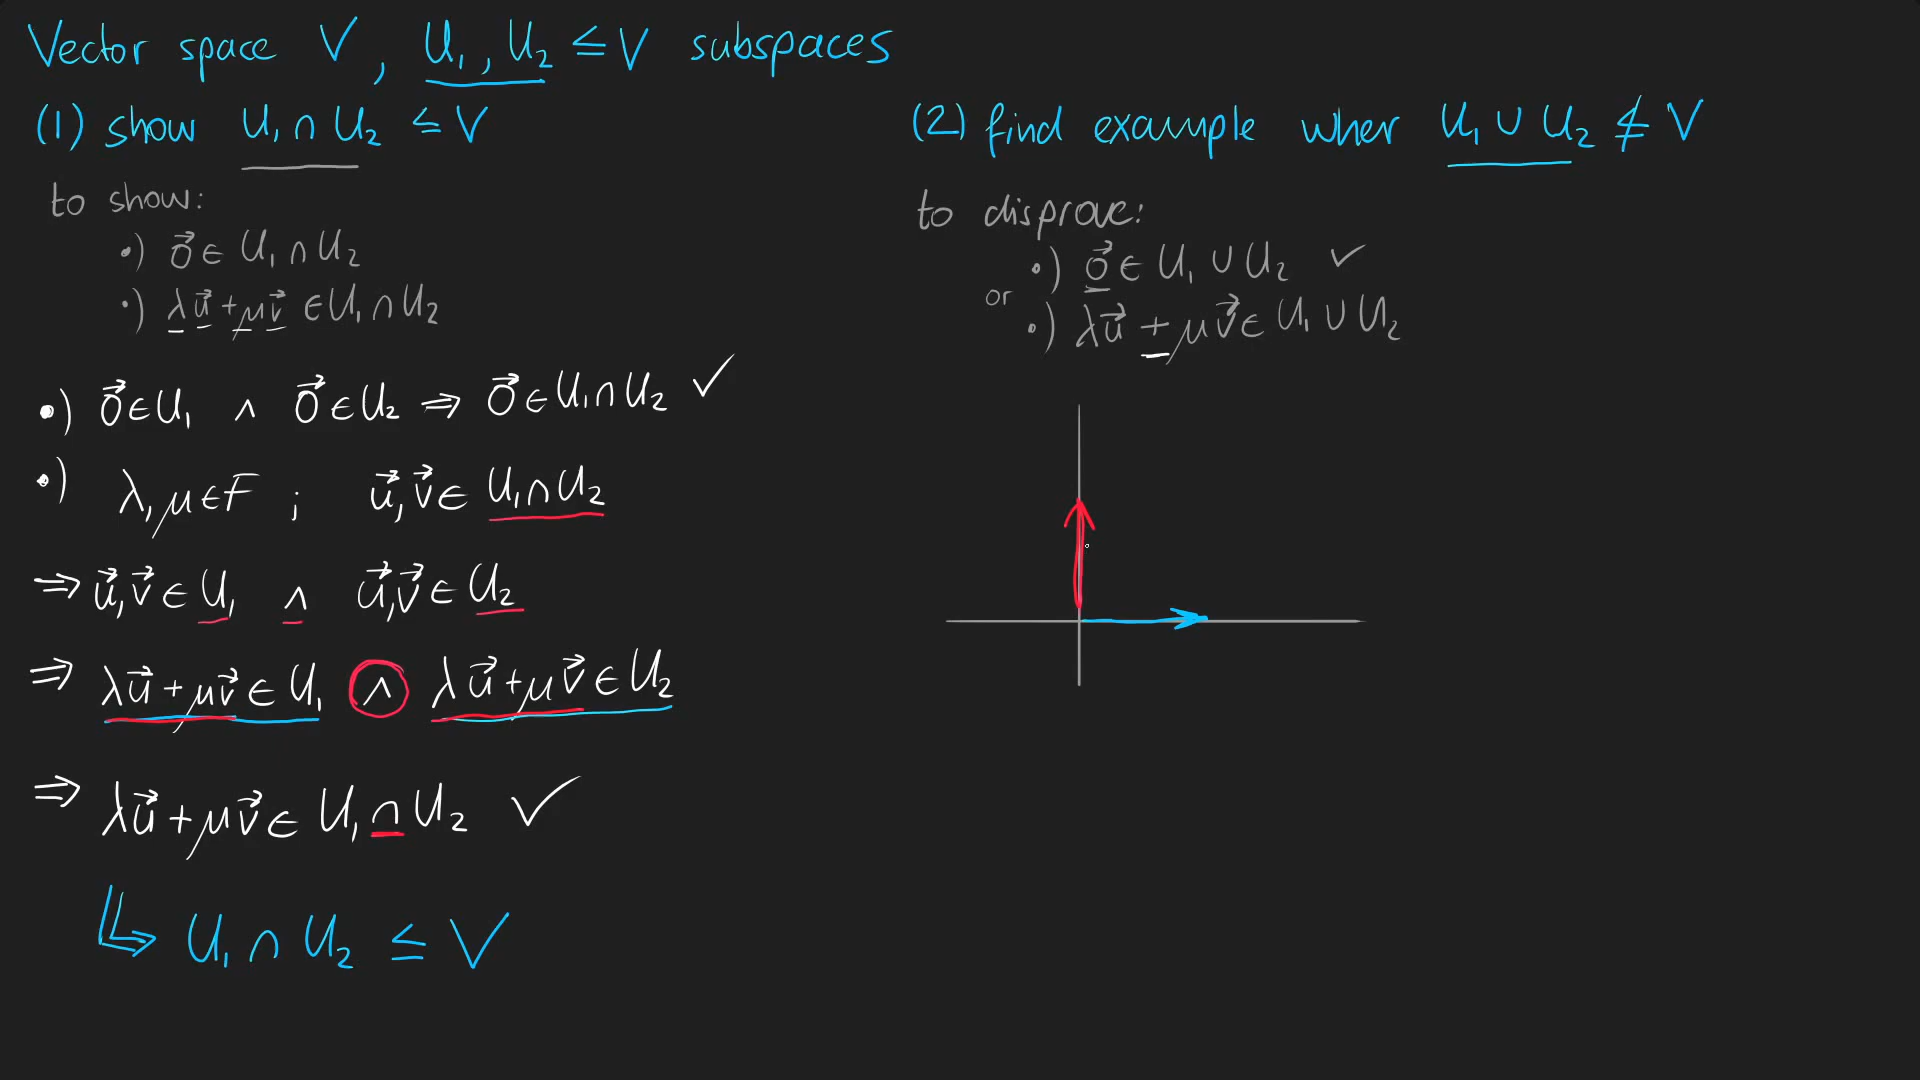 Vector space V, U₁, U₂ ≤ V subspaces
(1) show U₁ ∩ U₂ ≤ V
to show:
•) 0⃗ ∈ U₁ ∩ U₂
•) λu⃗ + μv⃗ ∈ U₁ ∩ U₂
•) 0⃗ ∈ U₁ ∧ 0⃗ ∈ U₂ ⇒ 0⃗ ∈ U₁ ∩ U₂ ✓
•) λ, μ ∈ F ; u⃗, v⃗ ∈ U₁ ∩ U₂
⇒ u⃗, v⃗ ∈ U₁ ∧ u⃗, v⃗ ∈ U₂
⇒ λu⃗ + μv⃗ ∈ U₁ ∧ λu⃗ + μv⃗ ∈ U₂
⇒ λu⃗ + μv⃗ ∈ U₁ ∩ U₂ ✓
↳ U₁ ∩ U₂ ≤ V
(2) find example wher U₁ ∪ U₂ ≰ V
to disprove:
•) 0⃗ ∈ U₁ ∪ U₂ ✓
or
•) λu⃗ + μv⃗ ∈ U₁ ∪ U₂